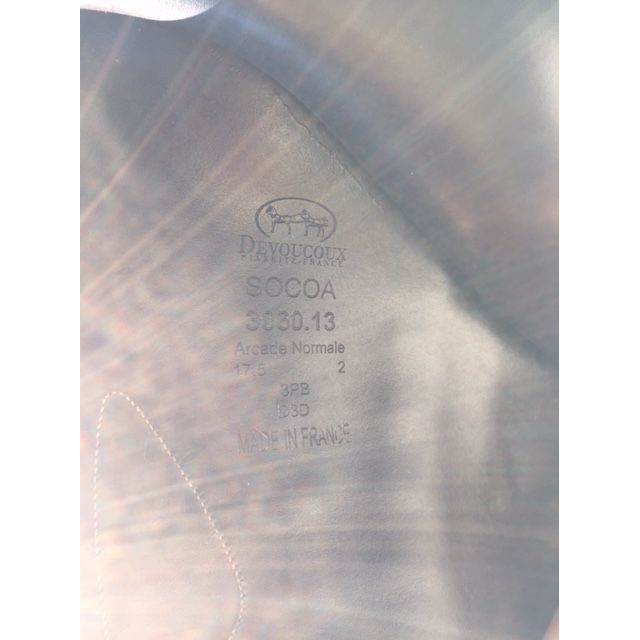 DEVOUCOUX
BIARRITZ-FRANCE
SOCOA
3060.13
Arcade Normale
17.5 2
3PB
D3D
MADE IN FRANCE